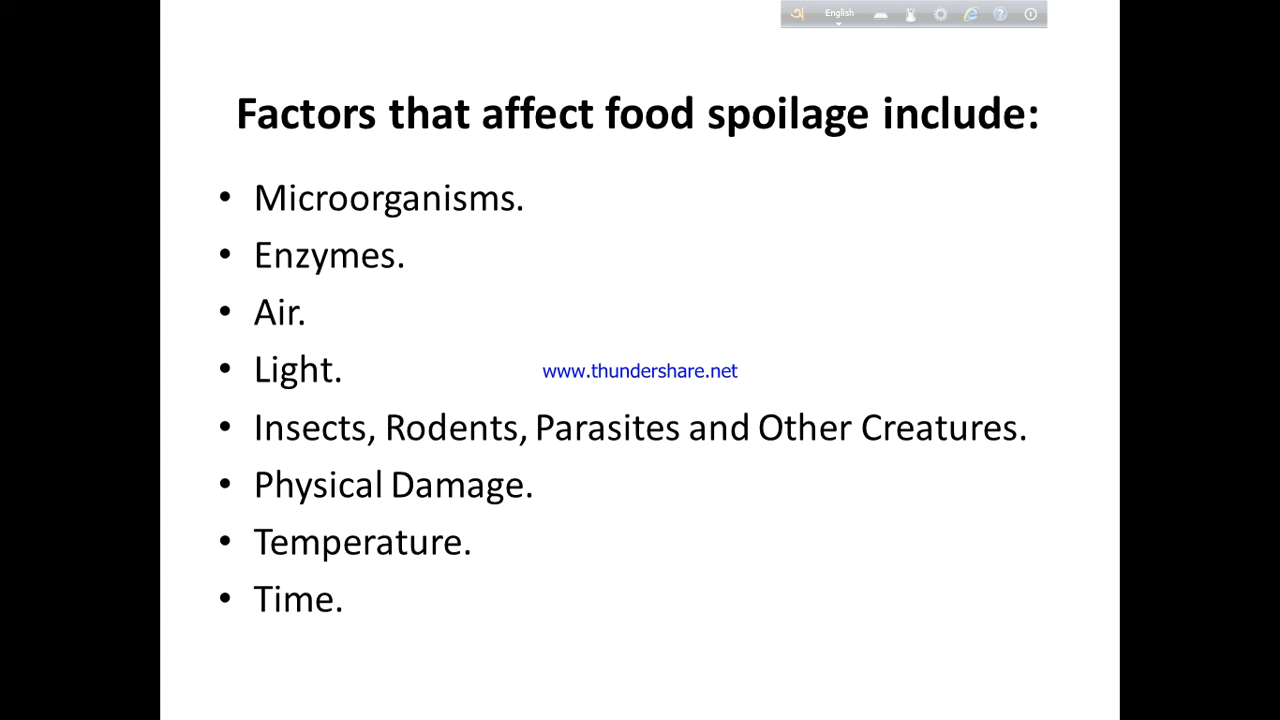 অ English
Factors that affect food spoilage include:
• Microorganisms.
• Enzymes.
• Air.
• Light.
www.thundershare.net
• Insects, Rodents, Parasites and Other Creatures.
• Physical Damage.
• Temperature.
• Time.